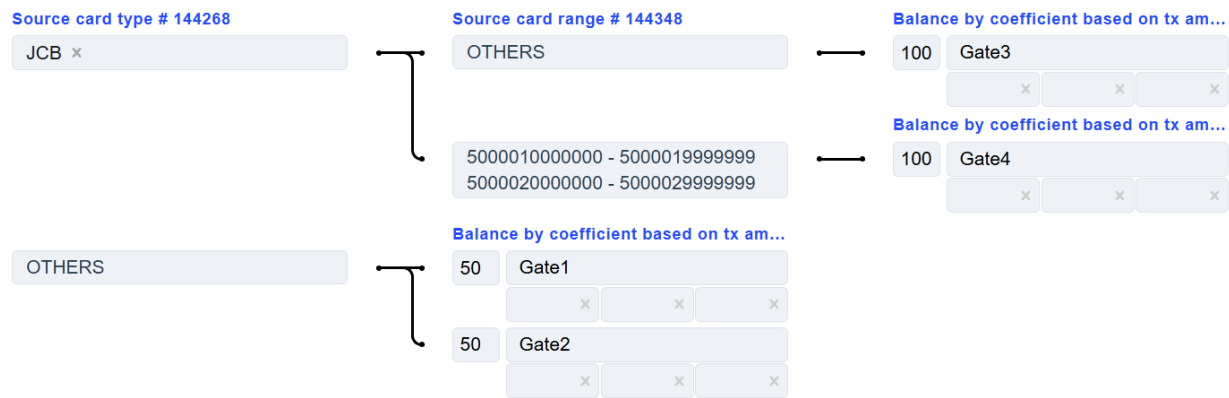 Source card type # 144268
Source card range # 144348
Balance by coefficient based on tx am...
JCB ×
OTHERS
100 Gate3
× × ×
Balance by coefficient based on tx am...
5000010000000 - 5000019999999
5000020000000 - 5000029999999
100 Gate4
× × ×
Balance by coefficient based on tx am...
OTHERS
50 Gate1
× × ×
50 Gate2
× × ×